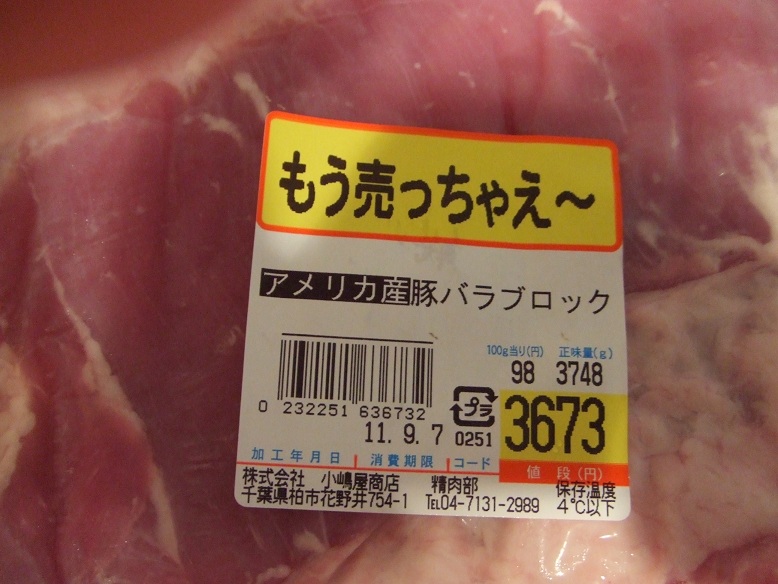 もう売っちゃえ～
アメリカ産豚バラブロック
100g当り(円) 正味量(g)
98 3748
0 232251 636732
プラ
3673
11.9.7 0251
加工年月日 消費期限 コード 値段(円)
株式会社 小嶋屋商店 精肉部 保存温度
千葉県柏市花野井754-1 TEL04-7131-2989 4℃以下